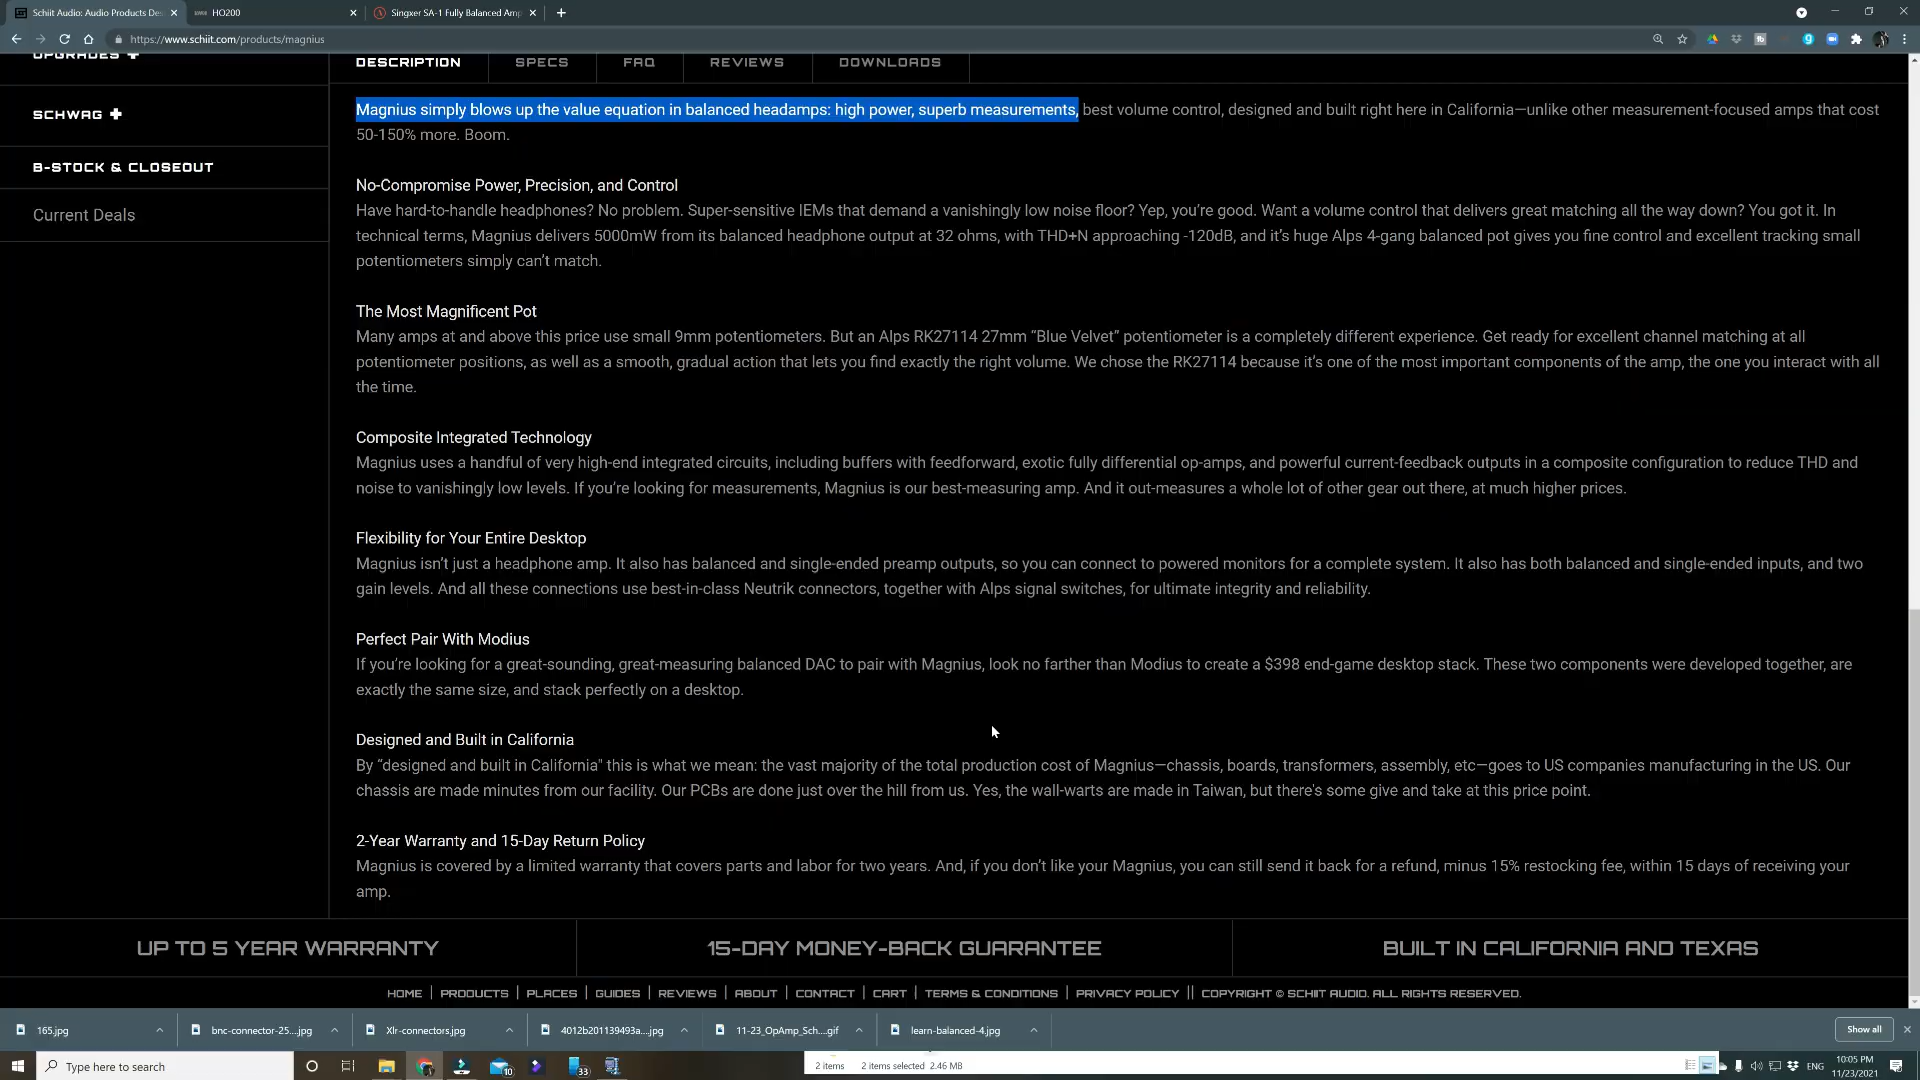 Schiit Audio: Audio Products Des
HO200
Singxer SA-1 Fully Balanced Amp
https://www.schiit.com/products/magnius
UPGRADES +
DESCRIPTION
SPECS
FAQ
REVIEWS
DOWNLOADS
SCHWAG +
B-STOCK & CLOSEOUT
Current Deals
Magnius simply blows up the value equation in balanced headamps: high power, superb measurements, best volume control, designed and built right here in California—unlike other measurement-focused amps that cost
50-150% more. Boom.
No-Compromise Power, Precision, and Control
Have hard-to-handle headphones? No problem. Super-sensitive IEMs that demand a vanishingly low noise floor? Yep, you're good. Want a volume control that delivers great matching all the way down? You got it. In
technical terms, Magnius delivers 5000mW from its balanced headphone output at 32 ohms, with THD+N approaching -120dB, and it's huge Alps 4-gang balanced pot gives you fine control and excellent tracking small
potentiometers simply can't match.
The Most Magnificent Pot
Many amps at and above this price use small 9mm potentiometers. But an Alps RK27114 27mm “Blue Velvet” potentiometer is a completely different experience. Get ready for excellent channel matching at all
potentiometer positions, as well as a smooth, gradual action that lets you find exactly the right volume. We chose the RK27114 because it's one of the most important components of the amp, the one you interact with all
the time.
Composite Integrated Technology
Magnius uses a handful of very high-end integrated circuits, including buffers with feedforward, exotic fully differential op-amps, and powerful current-feedback outputs in a composite configuration to reduce THD and
noise to vanishingly low levels. If you're looking for measurements, Magnius is our best-measuring amp. And it out-measures a whole lot of other gear out there, at much higher prices.
Flexibility for Your Entire Desktop
Magnius isn't just a headphone amp. It also has balanced and single-ended preamp outputs, so you can connect to powered monitors for a complete system. It also has both balanced and single-ended inputs, and two
gain levels. And all these connections use best-in-class Neutrik connectors, together with Alps signal switches, for ultimate integrity and reliability.
Perfect Pair With Modius
If you're looking for a great-sounding, great-measuring balanced DAC to pair with Magnius, look no farther than Modius to create a $398 end-game desktop stack. These two components were developed together, are
exactly the same size, and stack perfectly on a desktop.
Designed and Built in California
By “designed and built in California" this is what we mean: the vast majority of the total production cost of Magnius—chassis, boards, transformers, assembly, etc—goes to US companies manufacturing in the US. Our
chassis are made minutes from our facility. Our PCBs are done just over the hill from us. Yes, the wall-warts are made in Taiwan, but there's some give and take at this price point.
2-Year Warranty and 15-Day Return Policy
Magnius is covered by a limited warranty that covers parts and labor for two years. And, if you don't like your Magnius, you can still send it back for a refund, minus 15% restocking fee, within 15 days of receiving your
amp.
UP TO 5 YEAR WARRANTY
15-DAY MONEY-BACK GUARANTEE
BUILT IN CALIFORNIA AND TEXAS
HOME | PRODUCTS | PLACES | GUIDES | REVIEWS | ABOUT | CONTACT | CART | TERMS & CONDITIONS | PRIVACY POLICY || COPYRIGHT © SCHIIT AUDIO. ALL RIGHTS RESERVED.
165.jpg
bnc-connector-25....jpg
Xlr-connectors.jpg
4012b201139493a....jpg
11-23_OpAmp_Sch....gif
learn-balanced-4.jpg
Show all
Type here to search
10
33
2 items
2 items selected 2.46 MB
ENG
10:05 PM
11/23/2021